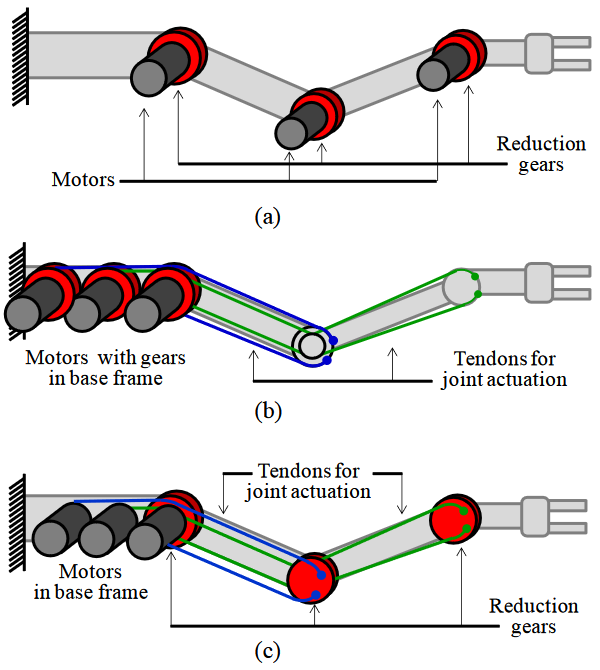 Reduction
gears
Motors
(a)
Motors with gears
in base frame
Tendons for
joint actuation
(b)
Tendons for
joint actuation
Motors
in base frame
Reduction
gears
(c)